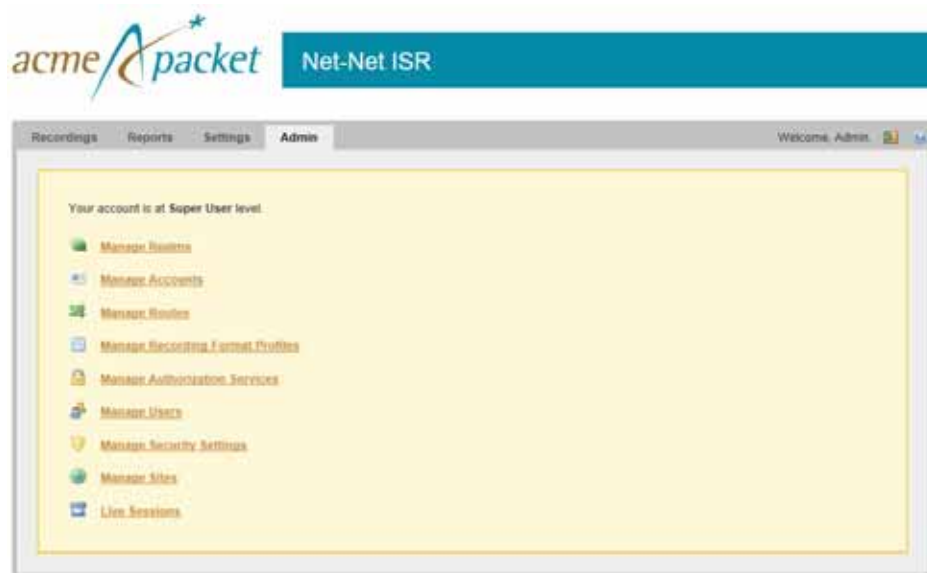 acme packet
Net-Net ISR
Recordings Reports Settings Admin Welcome, Admin.
Your account is at Super User level.
Manage Realms
Manage Accounts
Manage Routes
Manage Recording Format Profiles
Manage Authorization Services
Manage Users
Manage Security Settings
Manage Sites
Live Sessions